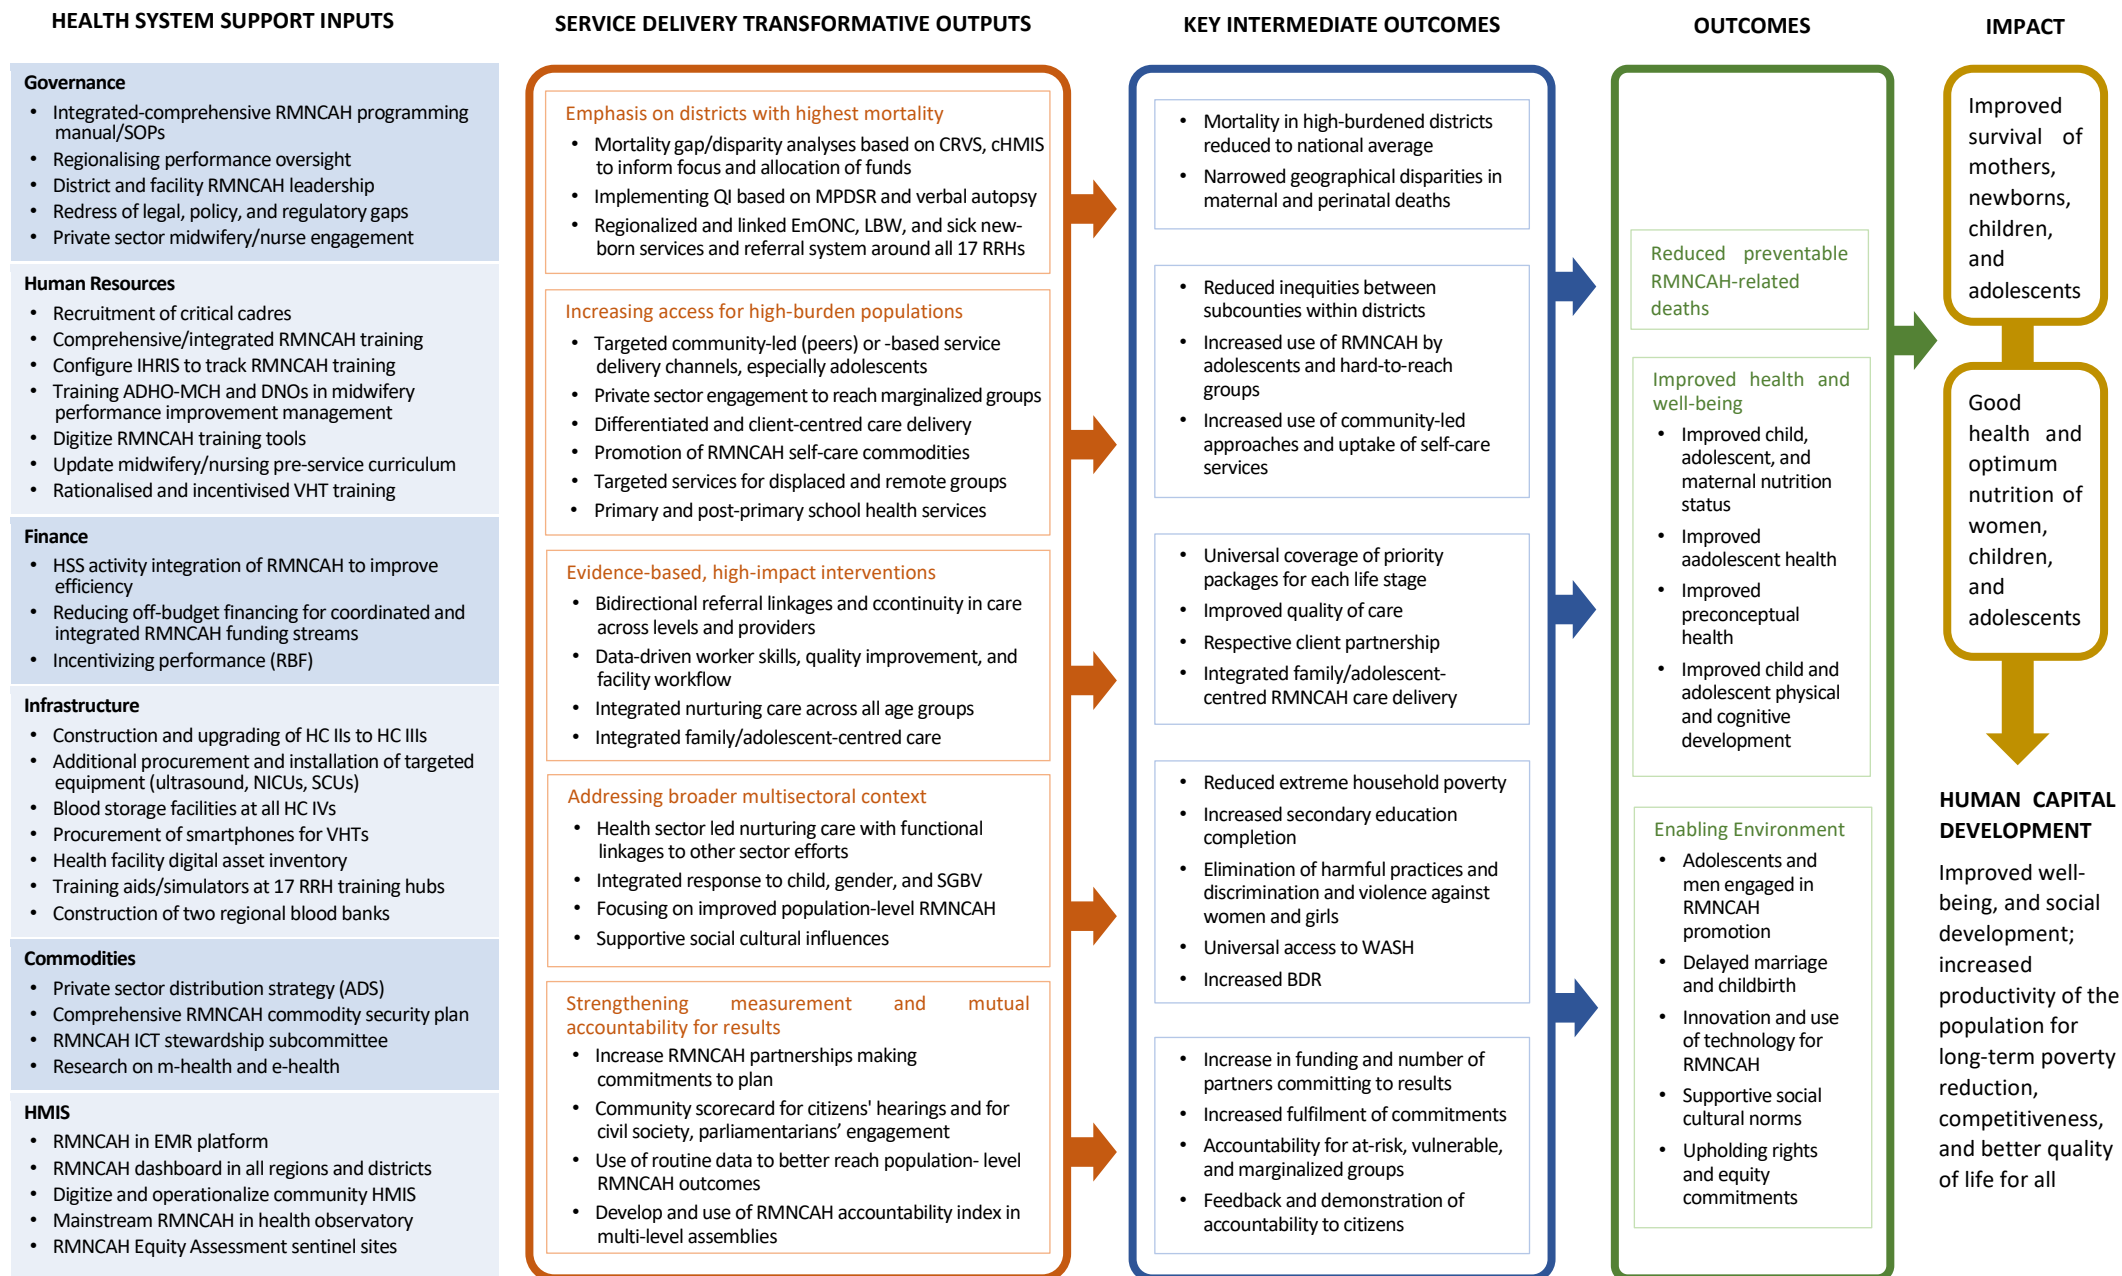 HEALTH SYSTEM SUPPORT INPUTS
Governance
• Integrated-comprehensive RMNCAH programming
manual/SOPs
• Regionalising performance oversight
• District and facility RMNCAH leadership
• Redress of legal, policy, and regulatory gaps
• Private sector midwifery/nurse engagement
Human Resources
• Recruitment of critical cadres
• Comprehensive/integrated RMNCAH training
• Configure IHRIS to track RMNCAH training
• Training ADHO-MCH and DNOs in midwifery
performance improvement management
• Digitize RMNCAH training tools
• Update midwifery/nursing pre-service curriculum
• Rationalised and incentivised VHT training
Finance
• HSS activity integration of RMNCAH to improve
efficiency
• Reducing off-budget financing for coordinated and
integrated RMNCAH funding streams
• Incentivizing performance (RBF)
Infrastructure
• Construction and upgrading of HC IIs to HC IIIs
• Additional procurement and installation of targeted
equipment (ultrasound, NICUs, SCUs)
• Blood storage facilities at all HC IVs
• Procurement of smartphones for VHTs
• Health facility digital asset inventory
• Training aids/simulators at 17 RRH training hubs
• Construction of two regional blood banks
Commodities
• Private sector distribution strategy (ADS)
• Comprehensive RMNCAH commodity security plan
• RMNCAH ICT stewardship subcommittee
• Research on m-health and e-health
HMIS
• RMNCAH in EMR platform
• RMNCAH dashboard in all regions and districts
• Digitize and operationalize community HMIS
• Mainstream RMNCAH in health observatory
• RMNCAH Equity Assessment sentinel sites
SERVICE DELIVERY TRANSFORMATIVE OUTPUTS
Emphasis on districts with highest mortality
• Mortality gap/disparity analyses based on CRVS, cHMIS
to inform focus and allocation of funds
• Implementing QI based on MPDSR and verbal autopsy
• Regionalized and linked EmONC, LBW, and sick new-
born services and referral system around all 17 RRHs
Increasing access for high-burden populations
• Targeted community-led (peers) or -based service
delivery channels, especially adolescents
• Private sector engagement to reach marginalized groups
• Differentiated and client-centred care delivery
• Promotion of RMNCAH self-care commodities
• Targeted services for displaced and remote groups
• Primary and post-primary school health services
Evidence-based, high-impact interventions
• Bidirectional referral linkages and ccontinuity in care
across levels and providers
• Data-driven worker skills, quality improvement, and
facility workflow
• Integrated nurturing care across all age groups
• Integrated family/adolescent-centred care
Addressing broader multisectoral context
• Health sector led nurturing care with functional
linkages to other sector efforts
• Integrated response to child, gender, and SGBV
• Focusing on improved population-level RMNCAH
• Supportive social cultural influences
Strengthening measurement and mutual
accountability for results
• Increase RMNCAH partnerships making
commitments to plan
• Community scorecard for citizens' hearings and for
civil society, parliamentarians’ engagement
• Use of routine data to better reach population- level
RMNCAH outcomes
• Develop and use of RMNCAH accountability index in
multi-level assemblies
KEY INTERMEDIATE OUTCOMES
• Mortality in high-burdened districts
reduced to national average
• Narrowed geographical disparities in
maternal and perinatal deaths
• Reduced inequities between
subcounties within districts
• Increased use of RMNCAH by
adolescents and hard-to-reach
groups
• Increased use of community-led
approaches and uptake of self-care
services
• Universal coverage of priority
packages for each life stage
• Improved quality of care
• Respective client partnership
• Integrated family/adolescent-
centred RMNCAH care delivery
• Reduced extreme household poverty
• Increased secondary education
completion
• Elimination of harmful practices and
discrimination and violence against
women and girls
• Universal access to WASH
• Increased BDR
• Increase in funding and number of
partners committing to results
• Increased fulfilment of commitments
• Accountability for at-risk, vulnerable,
and marginalized groups
• Feedback and demonstration of
accountability to citizens
OUTCOMES
Reduced preventable
RMNCAH-related
deaths
Improved health and
well-being
• Improved child,
adolescent, and
maternal nutrition
status
• Improved
aadolescent health
• Improved
preconceptual
health
• Improved child and
adolescent physical
and cognitive
development
Enabling Environment
• Adolescents and
men engaged in
RMNCAH
promotion
• Delayed marriage
and childbirth
• Innovation and use
of technology for
RMNCAH
• Supportive social
cultural norms
• Upholding rights
and equity
commitments
IMPACT
Improved
survival of
mothers,
newborns,
children,
and
adolescents
Good
health and
optimum
nutrition of
women,
children,
and
adolescents
HUMAN CAPITAL
DEVELOPMENT
Improved well-
being, and social
development;
increased
productivity of the
population for
long-term poverty
reduction,
competitiveness,
and better quality
of life for all